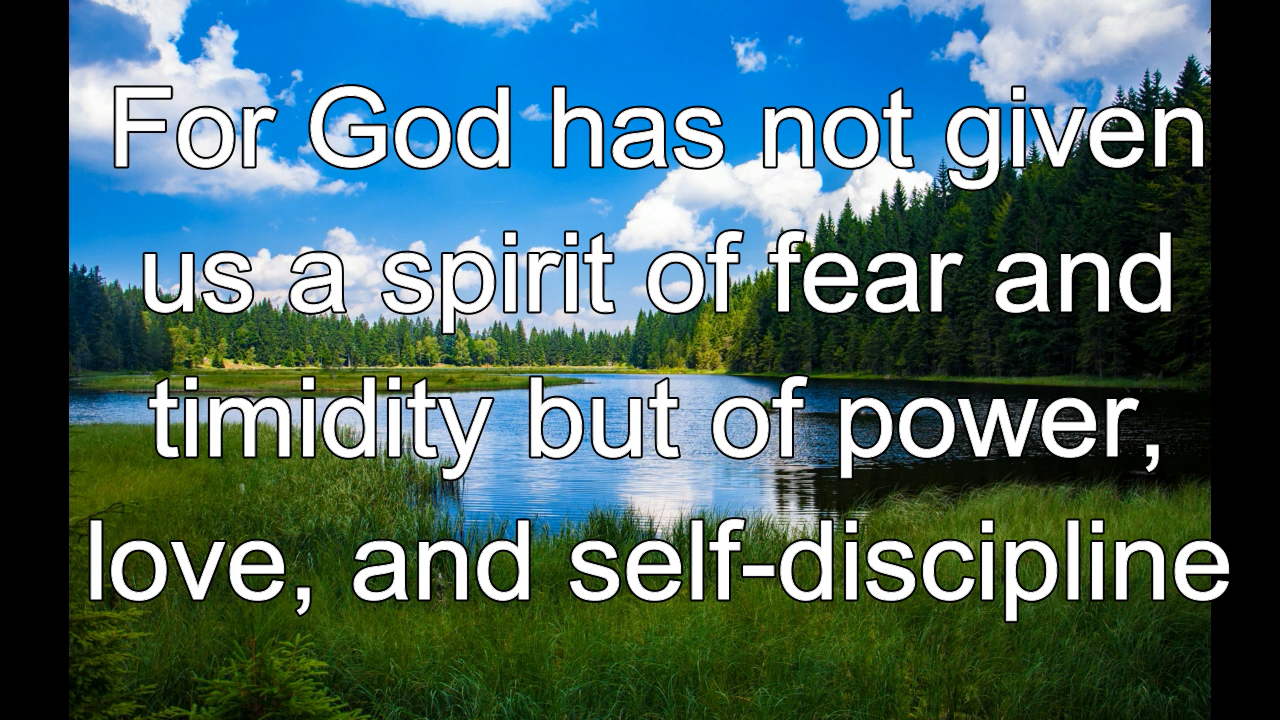 For God has not given
us a spirit of fear and
timidity but of power,
love, and self-discipline